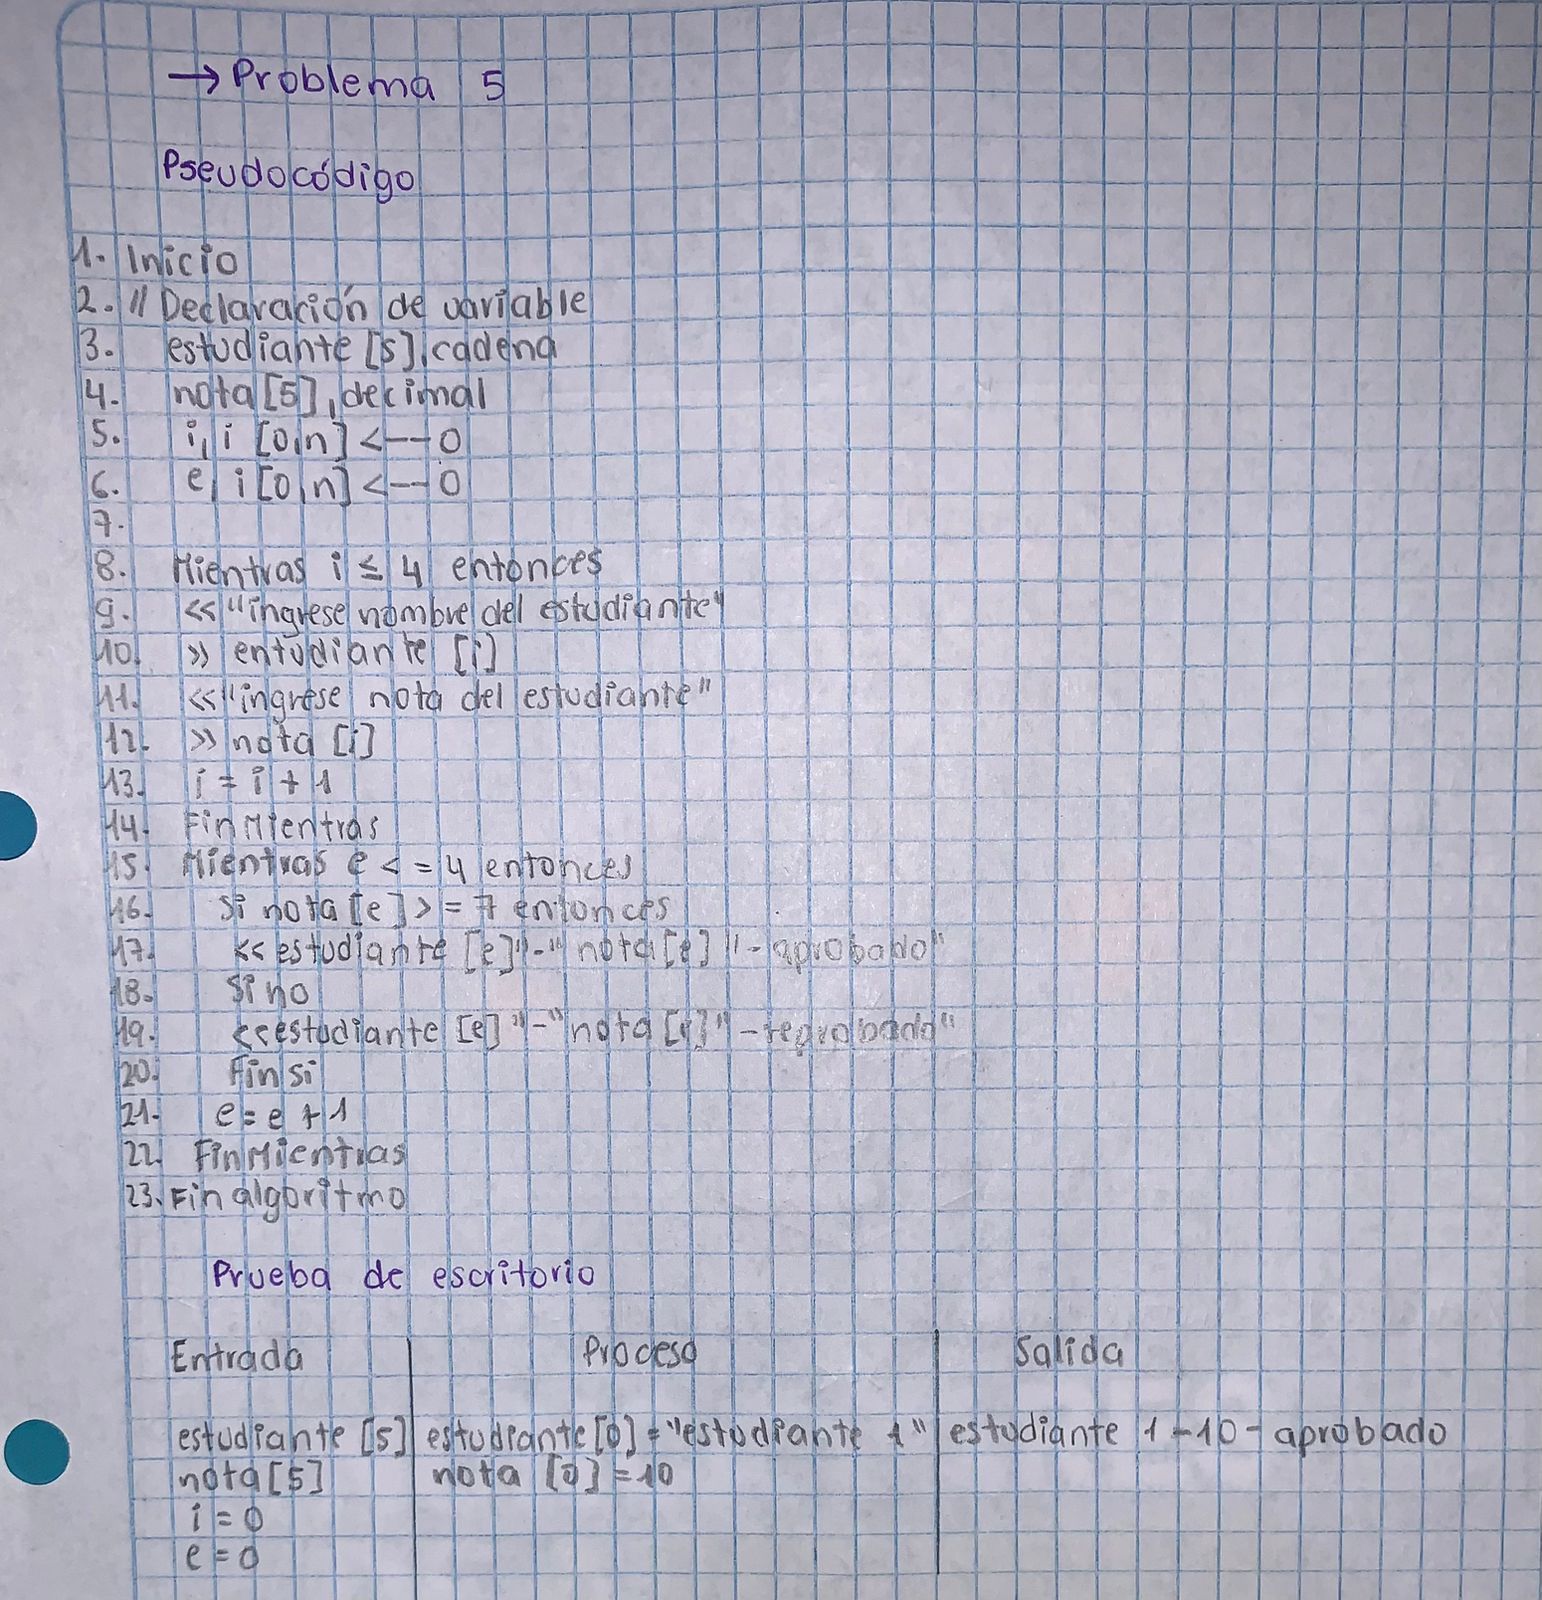 → Problema 5
Pseudocódigo
1. Inicio
2. // Declaración de variable
3. estudiante [5], cadena
4. nota [5], decimal
5. i, i [0,n] <-- 0
6. e, i [0,n] <-- 0
7.
8. Mientras i ≤ 4 entonces
9. << "ingrese nombre del estudiante"
10. >> entudiante [i]
11. << "ingrese nota del estudiante"
12. >> nota [i]
13. i = i + 1
14. FinMientras
15. Mientras e < = 4 entonces
16. Si nota [e] > = 7 entonces
17. << estudiante [e] "-" nota [e] "- aprobado"
18. Si no
19. << estudiante [e] "-" nota [e] "- reprobado"
20. Fin si
21. e = e + 1
22. FinMientras
23. Fin algoritmo
Prueba de escritorio
Entrada Proceso Salida
estudiante [5] estudiante [0] = "estudiante 1" estudiante 1 - 10 - aprobado
nota [5] nota [0] = 10
i = 0
e = 0